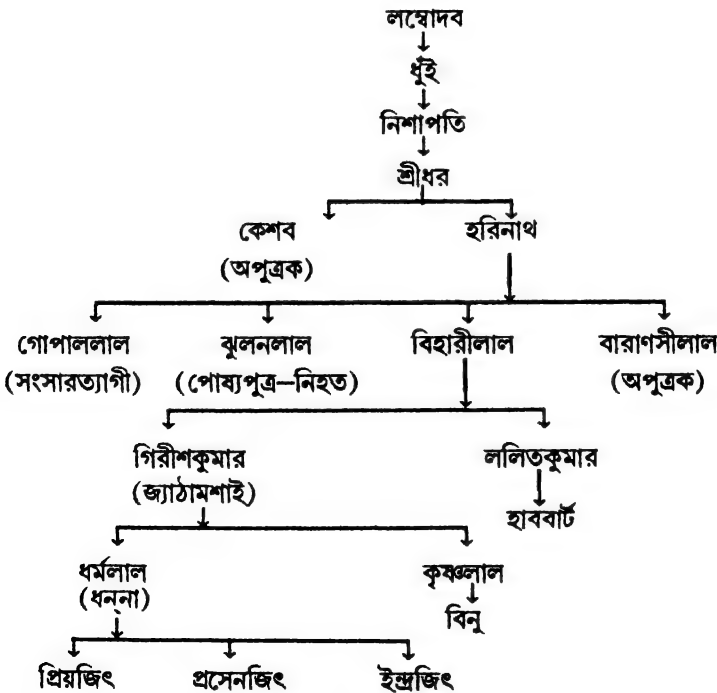 লম্বোদব
ধুঁই
নিশাপতি
শ্রীধর
কেশব হরিনাথ
(অপুত্রক)
গোপাললাল ঝুলনলাল বিহারীলাল বারাণসীলাল
(সংসারত্যাগী) (পোষ্যপুত্র–নিহত) (অপুত্রক)
গিরীশকুমার ললিতকুমার
(জ্যাঠামশাই)
হাববার্ট
ধর্মলাল কৃষ্ণলাল
(ধন্‌না)
বিনু
প্রিয়জিৎ প্রসেনজিৎ ইন্দ্রজিৎ